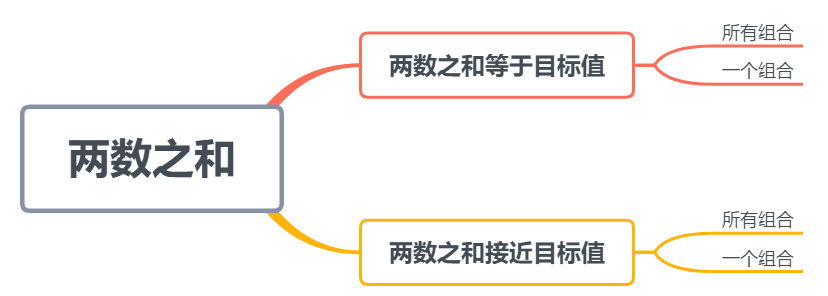 两数之和
两数之和等于目标值
所有组合
一个组合
两数之和接近目标值
所有组合
一个组合